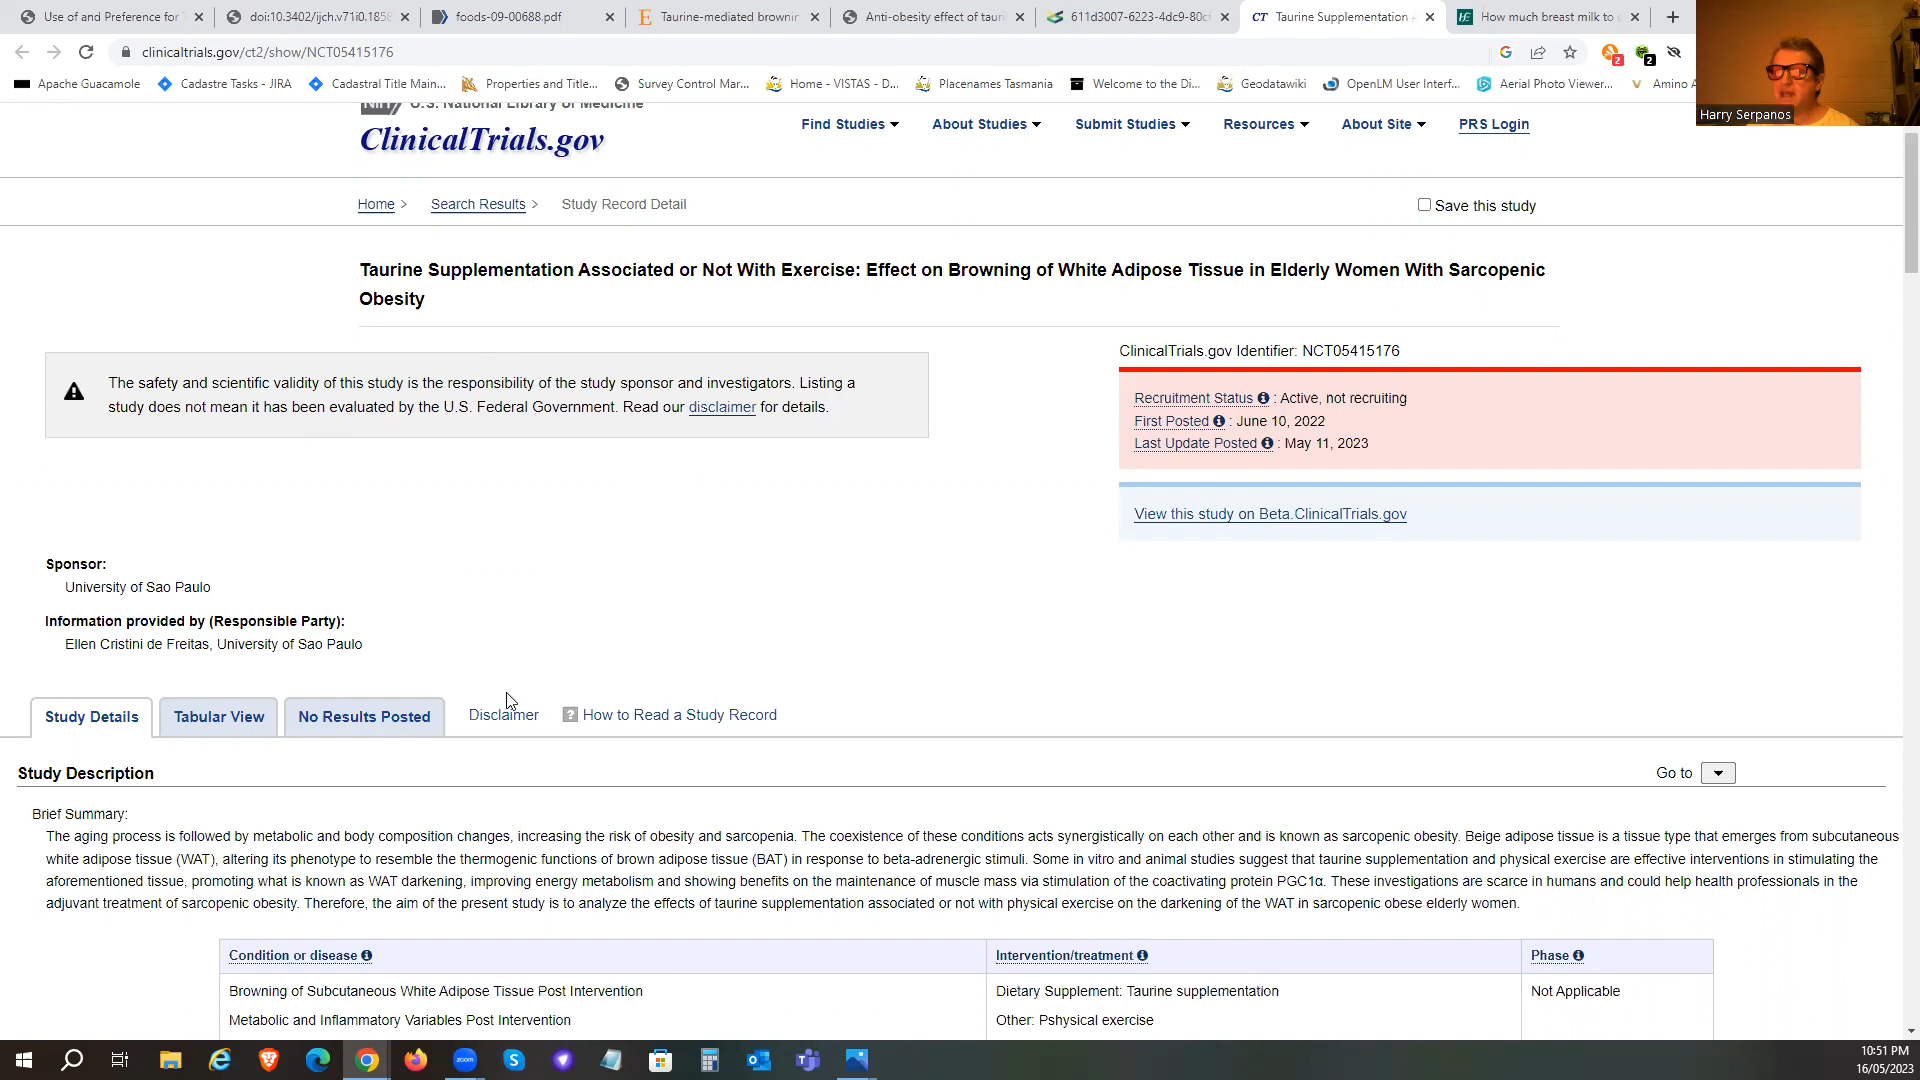 Use of and Preference for
doi:10.3402/ijch.v71i0.1858
foods-09-00688.pdf
Taurine-mediated brownin
Anti-obesity effect of tauri
611d3007-6223-4dc9-80cf
Taurine Supplementation
How much breast milk to
clinicaltrials.gov/ct2/show/NCT05415176
Apache Guacamole
Cadastre Tasks - JIRA
Cadastral Title Main...
Properties and Title...
Survey Control Mar...
Home - VISTAS - D...
Placenames Tasmania
Welcome to the Di...
Geodatawiki
OpenLM User Interf...
Aerial Photo Viewer...
Amino A
Harry Serpanos
NIH U.S. National Library of Medicine
ClinicalTrials.gov
Find Studies
About Studies
Submit Studies
Resources
About Site
PRS Login
Home >
Search Results >
Study Record Detail
Save this study
Taurine Supplementation Associated or Not With Exercise: Effect on Browning of White Adipose Tissue in Elderly Women With Sarcopenic
Obesity
The safety and scientific validity of this study is the responsibility of the study sponsor and investigators. Listing a
study does not mean it has been evaluated by the U.S. Federal Government. Read our disclaimer for details.
ClinicalTrials.gov Identifier: NCT05415176
Recruitment Status : Active, not recruiting
First Posted : June 10, 2022
Last Update Posted : May 11, 2023
View this study on Beta.ClinicalTrials.gov
Sponsor:
University of Sao Paulo
Information provided by (Responsible Party):
Ellen Cristini de Freitas, University of Sao Paulo
Study Details
Tabular View
No Results Posted
Disclaimer
How to Read a Study Record
Study Description
Go to
Brief Summary:
The aging process is followed by metabolic and body composition changes, increasing the risk of obesity and sarcopenia. The coexistence of these conditions acts synergistically on each other and is known as sarcopenic obesity. Beige adipose tissue is a tissue type that emerges from subcutaneous
white adipose tissue (WAT), altering its phenotype to resemble the thermogenic functions of brown adipose tissue (BAT) in response to beta-adrenergic stimuli. Some in vitro and animal studies suggest that taurine supplementation and physical exercise are effective interventions in stimulating the
aforementioned tissue, promoting what is known as WAT darkening, improving energy metabolism and showing benefits on the maintenance of muscle mass via stimulation of the coactivating protein PGC1α. These investigations are scarce in humans and could help health professionals in the
adjuvant treatment of sarcopenic obesity. Therefore, the aim of the present study is to analyze the effects of taurine supplementation associated or not with physical exercise on the darkening of the WAT in sarcopenic obese elderly women.
Condition or disease
Intervention/treatment
Phase
Browning of Subcutaneous White Adipose Tissue Post Intervention
Dietary Supplement: Taurine supplementation
Not Applicable
Metabolic and Inflammatory Variables Post Intervention
Other: Pshysical exercise
10:51 PM
16/05/2023